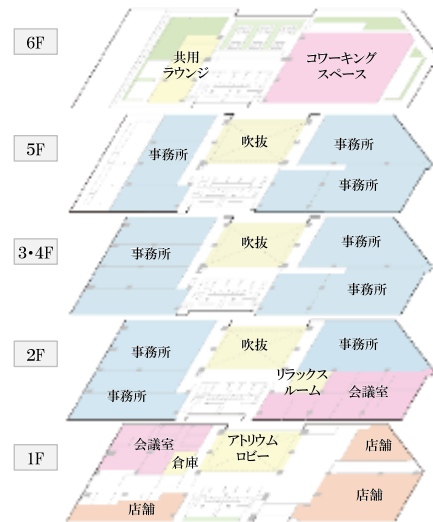 6F
共用
ラウンジ
コワーキング
スペース
5F
事務所
吹抜
事務所
事務所
3・4F
事務所
吹抜
事務所
事務所
2F
事務所
吹抜
事務所
事務所
リラックス
ルーム
会議室
1F
会議室
倉庫
アトリウム
ロビー
店舗
店舗
店舗